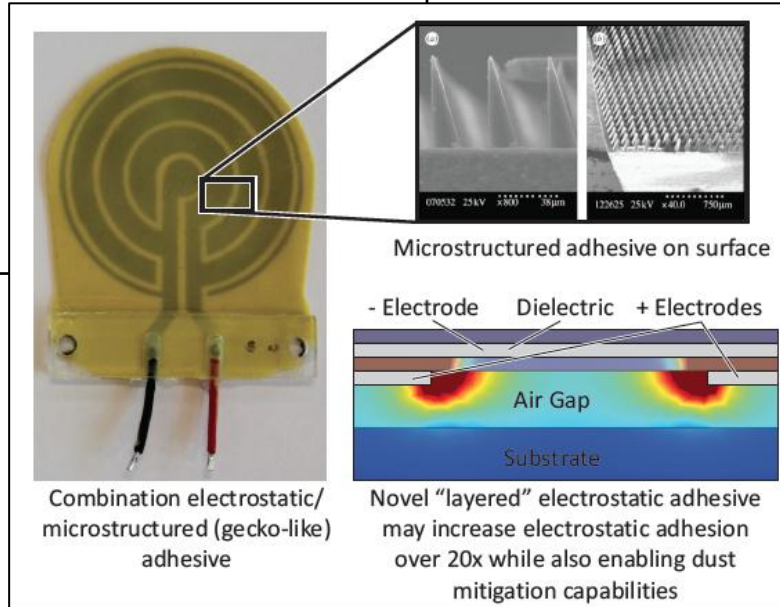 (a)
(b)
070532 25kV ×800 38µm
122625 25kV ×40.0 750µm
Microstructured adhesive on surface
- Electrode Dielectric + Electrodes
Air Gap
Substrate
Combination electrostatic/
microstructured (gecko-like)
adhesive
Novel “layered” electrostatic adhesive
may increase electrostatic adhesion
over 20x while also enabling dust
mitigation capabilities